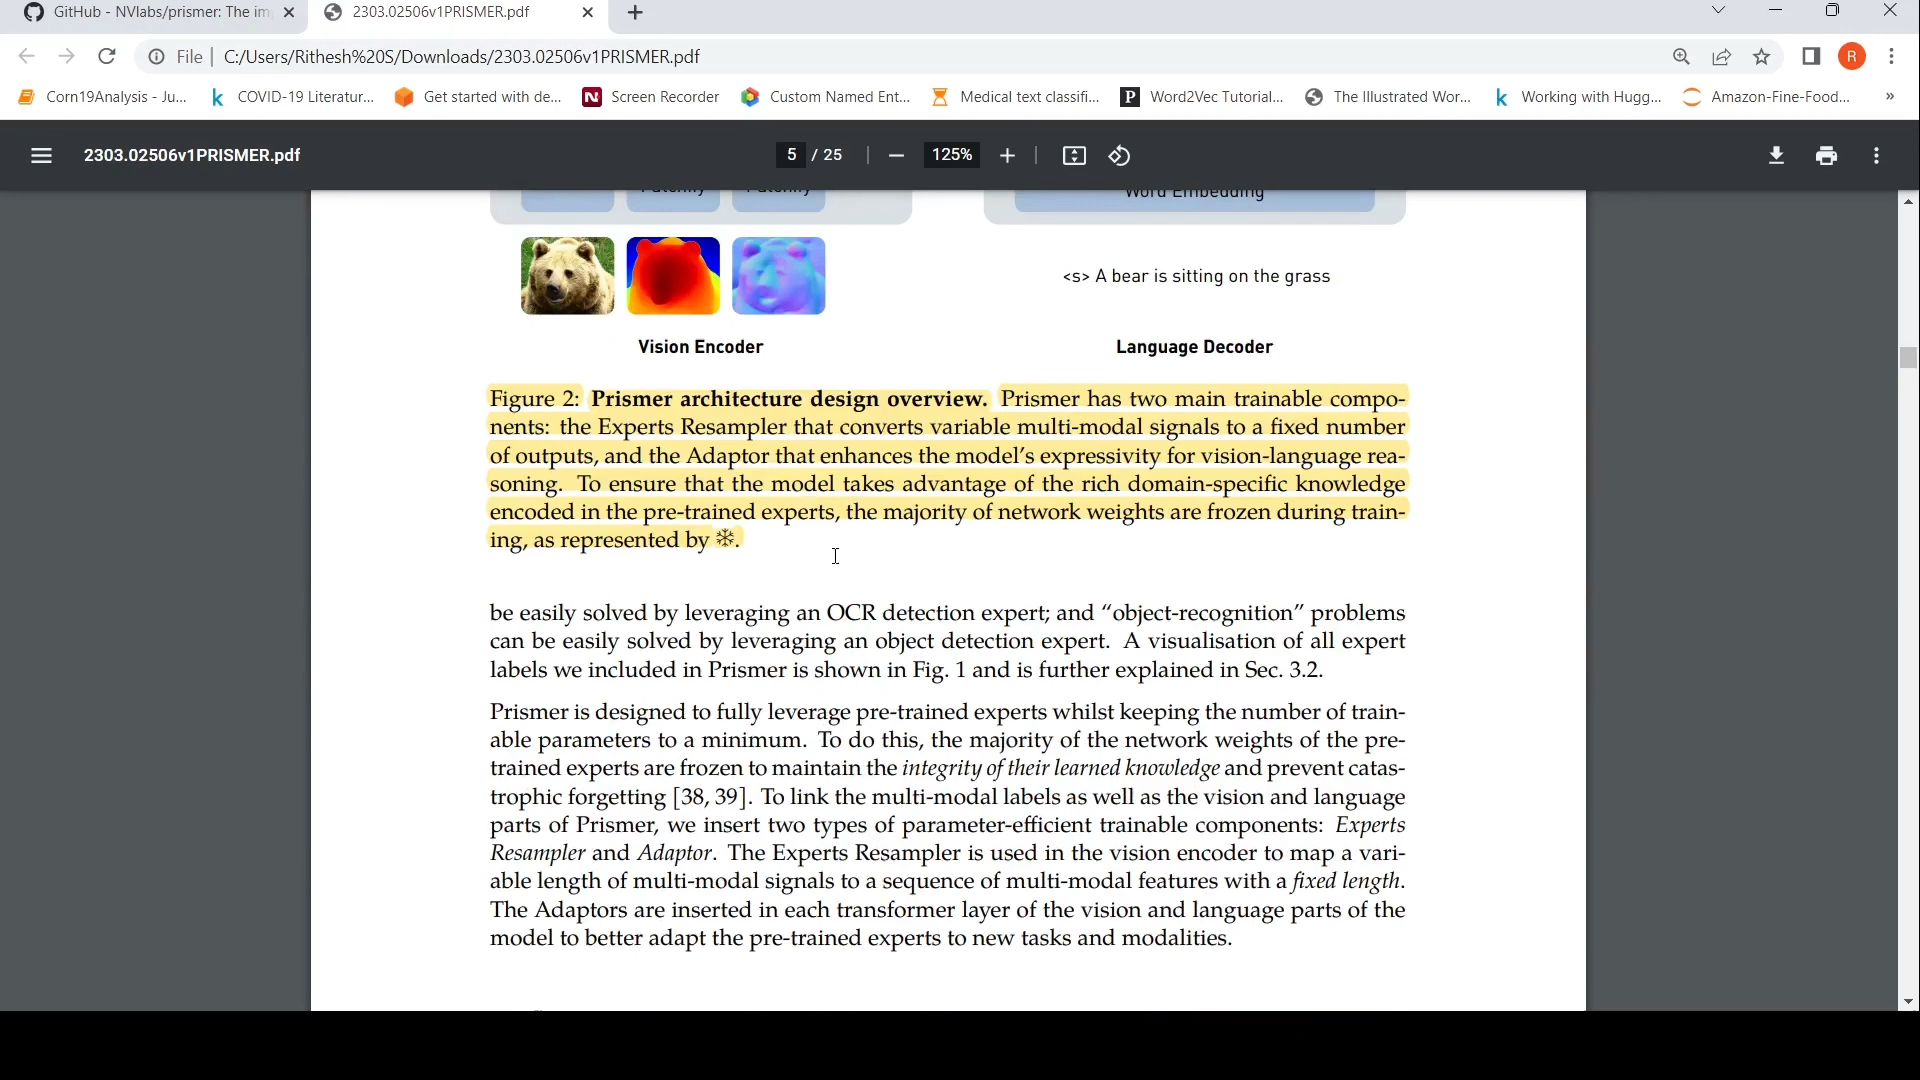 GitHub - NVlabs/prismer: The im
2303.02506v1PRISMER.pdf
File
C:/Users/Rithesh%20S/Downloads/2303.02506v1PRISMER.pdf
R
Corn19Analysis - Ju...
COVID-19 Literatur...
Get started with de...
Screen Recorder
Custom Named Ent...
Medical text classifi...
Word2Vec Tutorial...
The Illustrated Wor...
Working with Hugg...
Amazon-Fine-Food...
»
2303.02506v1PRISMER.pdf
5 / 25
125%
Word Embedding
<s> A bear is sitting on the grass
Vision Encoder
Language Decoder
Figure 2: Prismer architecture design overview. Prismer has two main trainable compo-
nents: the Experts Resampler that converts variable multi-modal signals to a fixed number
of outputs, and the Adaptor that enhances the model's expressivity for vision-language rea-
soning. To ensure that the model takes advantage of the rich domain-specific knowledge
encoded in the pre-trained experts, the majority of network weights are frozen during train-
ing, as represented by ❄.
be easily solved by leveraging an OCR detection expert; and “object-recognition” problems
can be easily solved by leveraging an object detection expert. A visualisation of all expert
labels we included in Prismer is shown in Fig. 1 and is further explained in Sec. 3.2.
Prismer is designed to fully leverage pre-trained experts whilst keeping the number of train-
able parameters to a minimum. To do this, the majority of the network weights of the pre-
trained experts are frozen to maintain the integrity of their learned knowledge and prevent catas-
trophic forgetting [38, 39]. To link the multi-modal labels as well as the vision and language
parts of Prismer, we insert two types of parameter-efficient trainable components: Experts
Resampler and Adaptor. The Experts Resampler is used in the vision encoder to map a vari-
able length of multi-modal signals to a sequence of multi-modal features with a fixed length.
The Adaptors are inserted in each transformer layer of the vision and language parts of the
model to better adapt the pre-trained experts to new tasks and modalities.